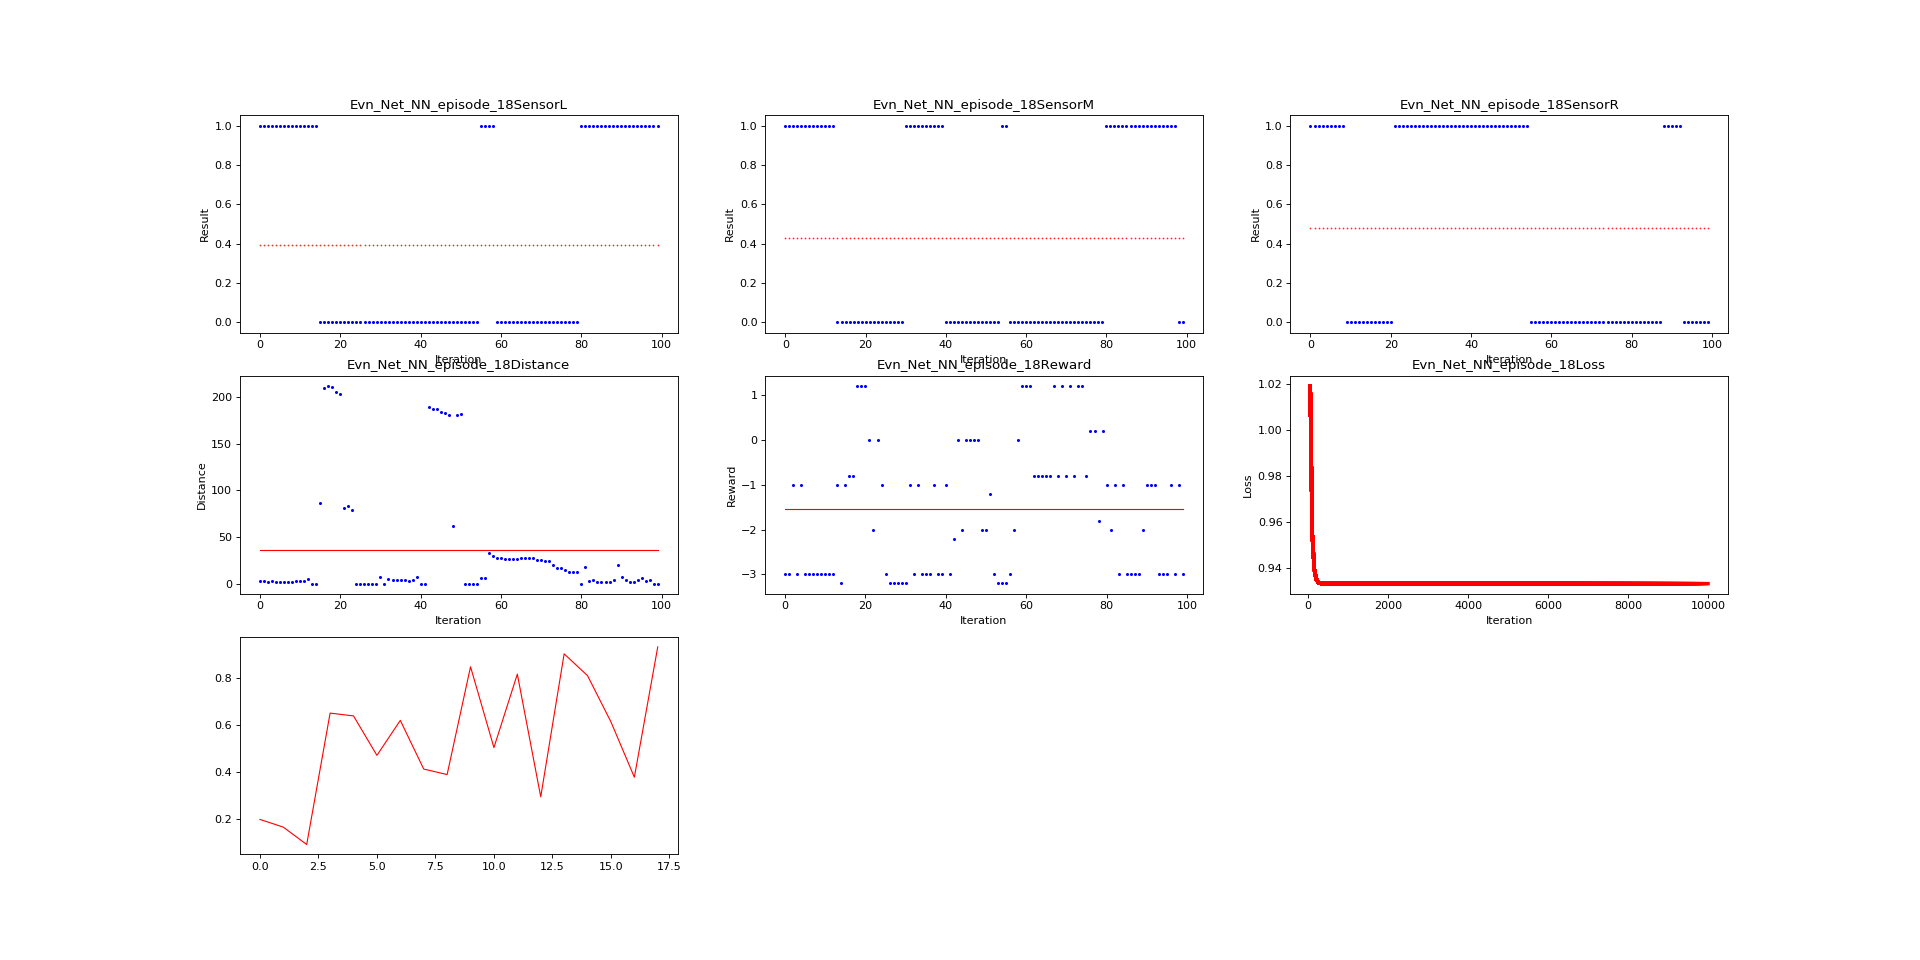 Evn_Net_NN_episode_18SensorL
Result
1.0
0.8
0.6
0.4
0.2
0.0
0 20 40 60 80 100
Iteration
Evn_Net_NN_episode_18SensorM
Result
1.0
0.8
0.6
0.4
0.2
0.0
0 20 40 60 80 100
Iteration
Evn_Net_NN_episode_18SensorR
Result
1.0
0.8
0.6
0.4
0.2
0.0
0 20 40 60 80 100
Iteration
Evn_Net_NN_episode_18Distance
Distance
200
150
100
50
0
0 20 40 60 80 100
Iteration
Evn_Net_NN_episode_18Reward
Reward
1
0
−1
−2
−3
0 20 40 60 80 100
Iteration
Evn_Net_NN_episode_18Loss
Loss
1.02
1.00
0.98
0.96
0.94
0 2000 4000 6000 8000 10000
Iteration
0.8
0.6
0.4
0.2
0.0 2.5 5.0 7.5 10.0 12.5 15.0 17.5